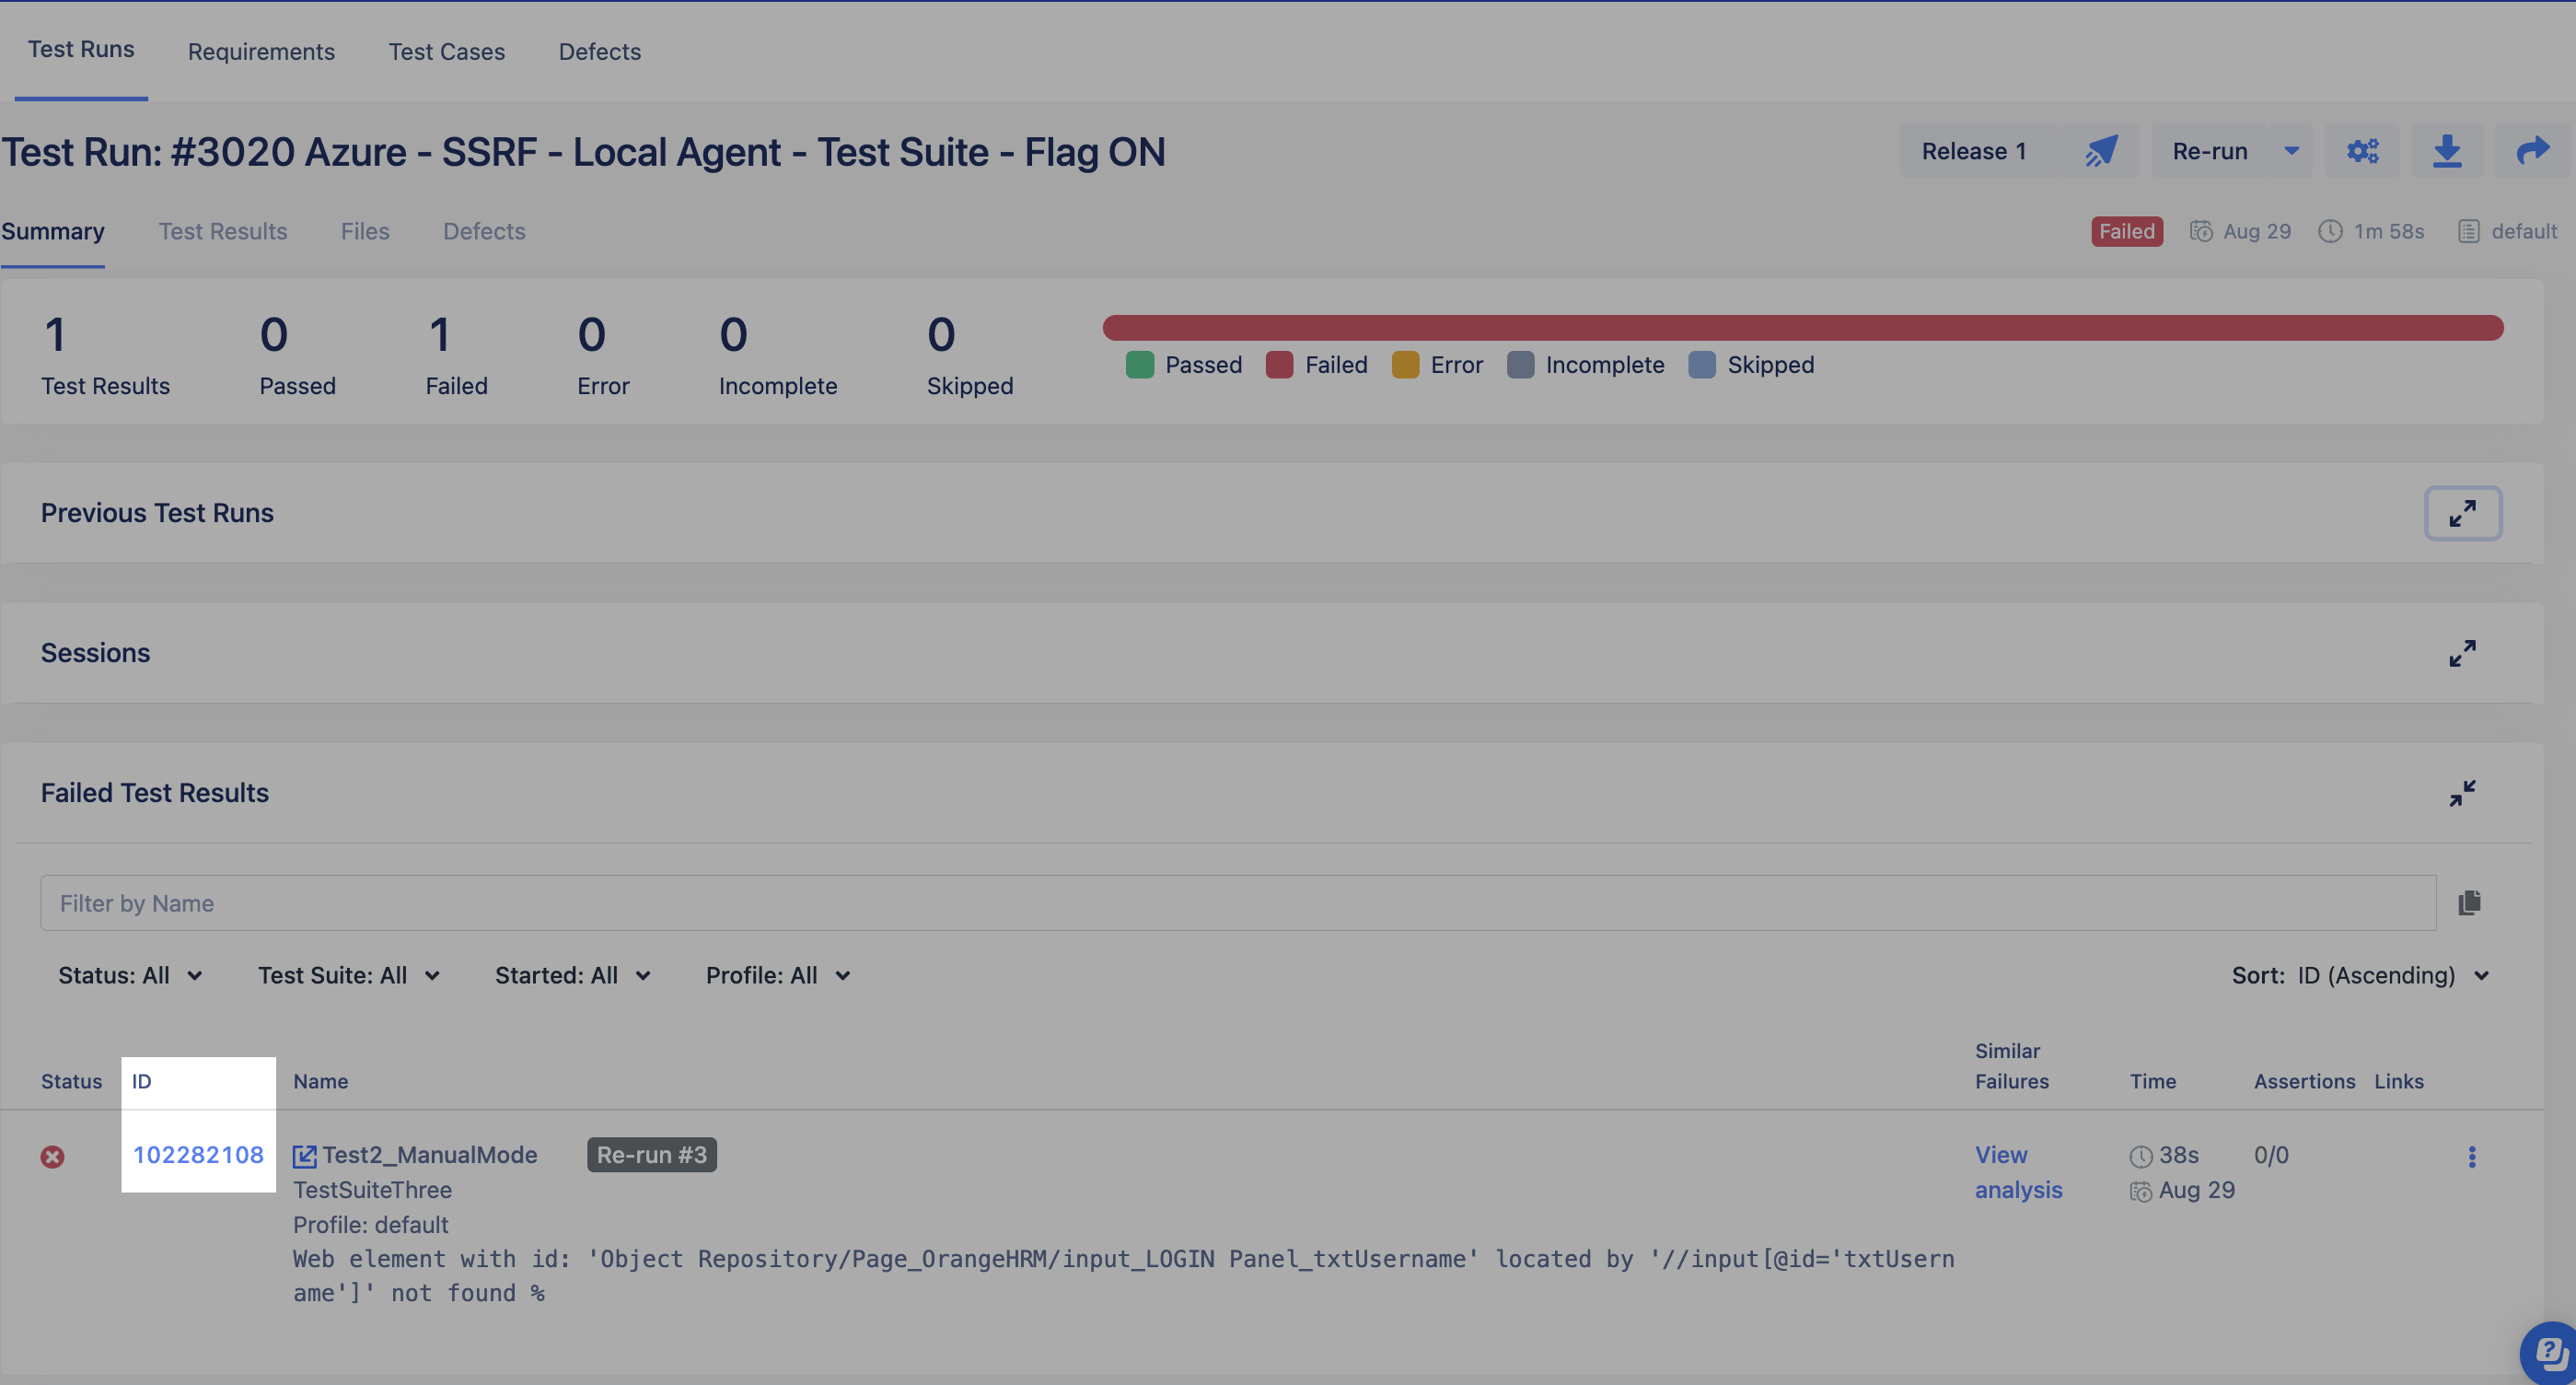 Test Runs Requirements Test Cases Defects
Test Run: #3020 Azure - SSRF - Local Agent - Test Suite - Flag ON
Release 1 Re-run
Summary Test Results Files Defects
Failed Aug 29 1m 58s default
1 0 1 0 0 0
Test Results Passed Failed Error Incomplete Skipped
Passed Failed Error Incomplete Skipped
Previous Test Runs
Sessions
Failed Test Results
Filter by Name
Status: All Test Suite: All Started: All Profile: All Sort: ID (Ascending)
Status ID Name Similar Failures Time Assertions Links
102282108 Test2_ManualMode Re-run #3 View analysis 38s 0/0
TestSuiteThree Aug 29
Profile: default
Web element with id: 'Object Repository/Page_OrangeHRM/input_LOGIN Panel_txtUsername' located by '//input[@id='txtUsern
ame']' not found %
?